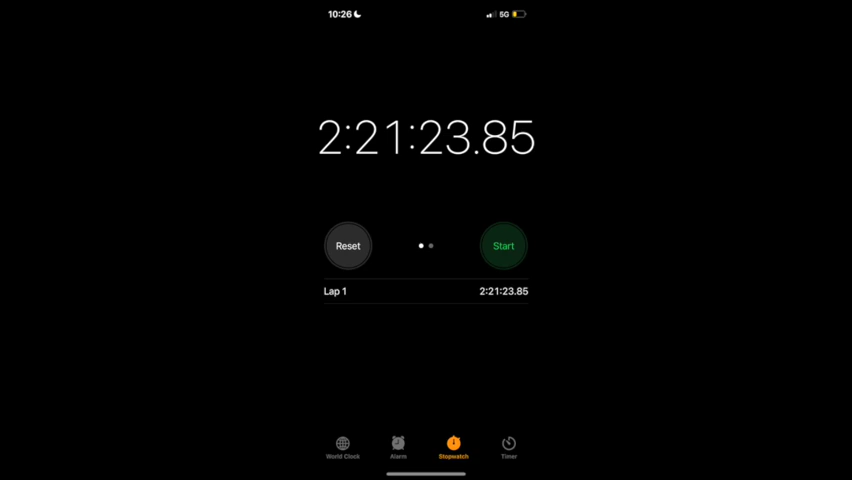 10:26 5G
2:21:23.85
Reset Start
Lap 1 2:21:23.85
World Clock Alarm Stopwatch Timer